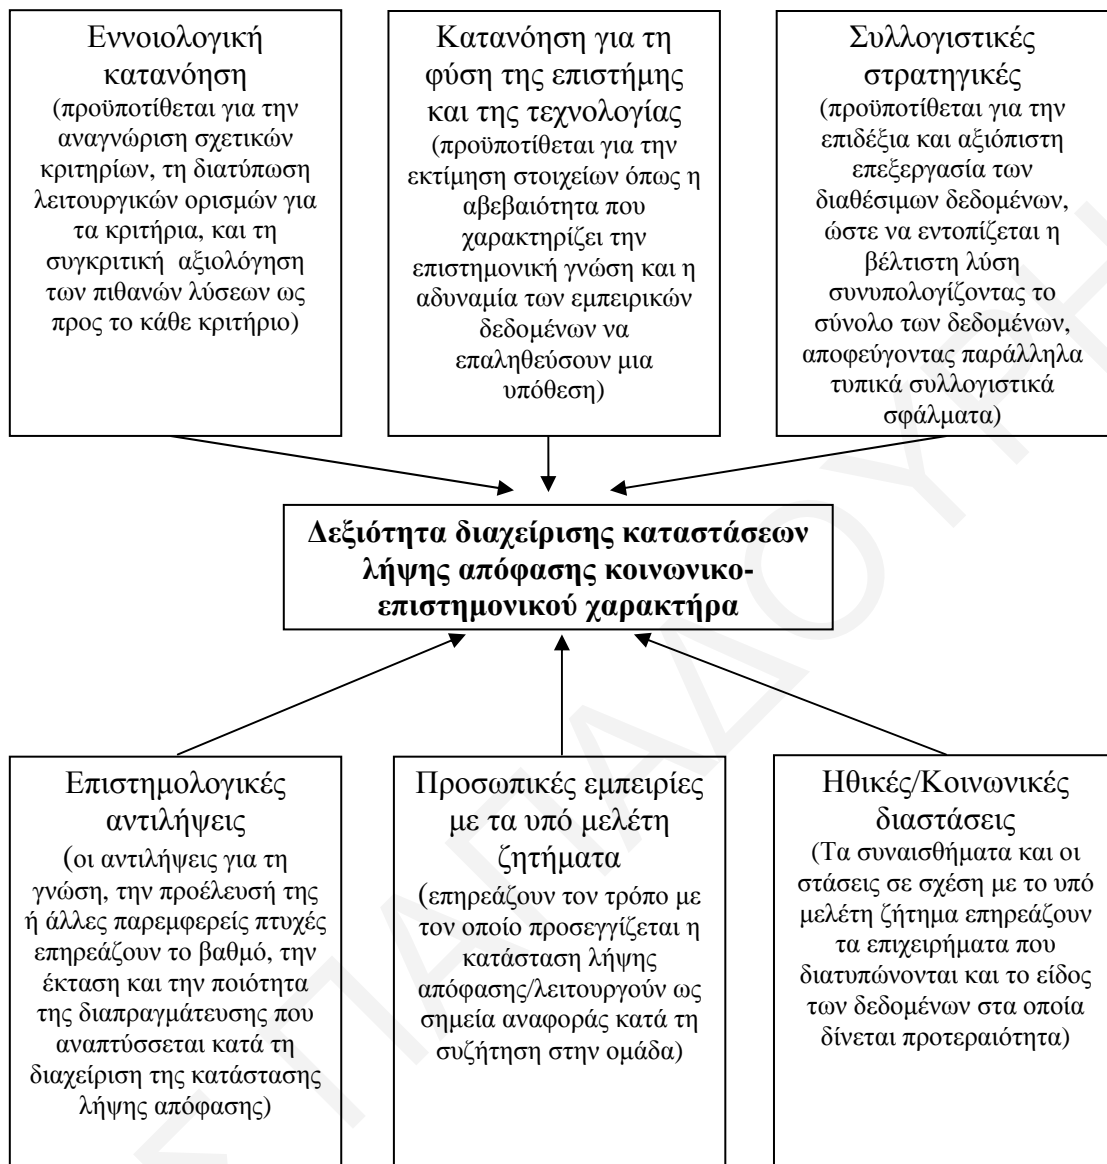 Εννοιολογική
κατανόηση
(προϋποτίθεται για την
αναγνώριση σχετικών
κριτηρίων, τη διατύπωση
λειτουργικών ορισμών για
τα κριτήρια, και τη
συγκριτική αξιολόγηση
των πιθανών λύσεων ως
προς το κάθε κριτήριο)
Κατανόηση για τη
φύση της επιστήμης
και της τεχνολογίας
(προϋποτίθεται για την
εκτίμηση στοιχείων όπως η
αβεβαιότητα που
χαρακτηρίζει την
επιστημονική γνώση και η
αδυναμία των εμπειρικών
δεδομένων να
επαληθεύσουν μια
υπόθεση)
Συλλογιστικές
στρατηγικές
(προϋποτίθεται για την
επιδέξια και αξιόπιστη
επεξεργασία των
διαθέσιμων δεδομένων,
ώστε να εντοπίζεται η
βέλτιστη λύση
συνυπολογίζοντας το
σύνολο των δεδομένων,
αποφεύγοντας παράλληλα
τυπικά συλλογιστικά
σφάλματα)
Δεξιότητα διαχείρισης καταστάσεων
λήψης απόφασης κοινωνικο-
επιστημονικού χαρακτήρα
Επιστημολογικές
αντιλήψεις
(οι αντιλήψεις για τη
γνώση, την προέλευσή της
ή άλλες παρεμφερείς πτυχές
επηρεάζουν το βαθμό, την
έκταση και την ποιότητα
της διαπραγμάτευσης που
αναπτύσσεται κατά τη
διαχείριση της κατάστασης
λήψης απόφασης)
Προσωπικές εμπειρίες
με τα υπό μελέτη
ζητήματα
(επηρεάζουν τον τρόπο με
τον οποίο προσεγγίζεται η
κατάσταση λήψης
απόφασης/λειτουργούν ως
σημεία αναφοράς κατά τη
συζήτηση στην ομάδα)
Ηθικές/Κοινωνικές
διαστάσεις
(Τα συναισθήματα και οι
στάσεις σε σχέση με το υπό
μελέτη ζήτημα επηρεάζουν
τα επιχειρήματα που
διατυπώνονται και το είδος
των δεδομένων στα οποία
δίνεται προτεραιότητα)
Σ ΠΑΠΑΔΟΥΡΗ